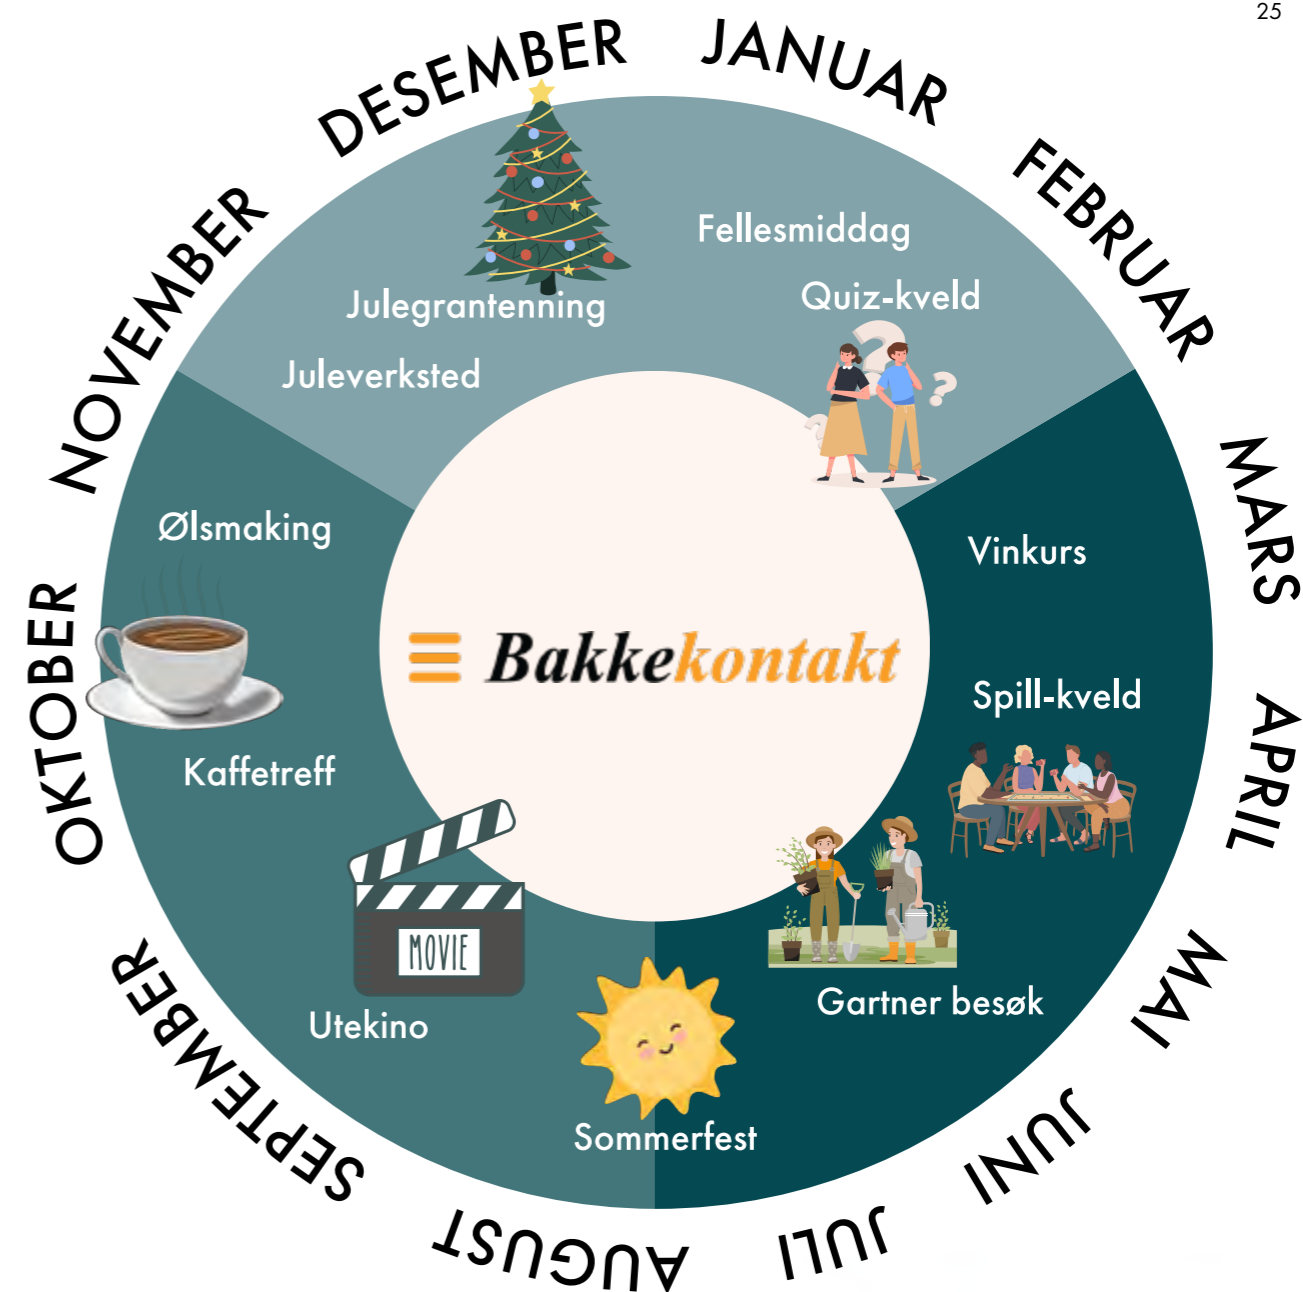 25
JANUAR
FEBRUAR
MARS
APRIL
MAI
JUNI
JULI
AUGUST
SEPTEMBER
OKTOBER
NOVEMBER
DESEMBER
Fellesmiddag
Quiz-kveld
Vinkurs
Spill-kveld
Gartner besøk
Sommerfest
MOVIE
Utekino
Kaffetreff
Ølsmaking
Juleverksted
Julegrantenning
Bakkekontakt